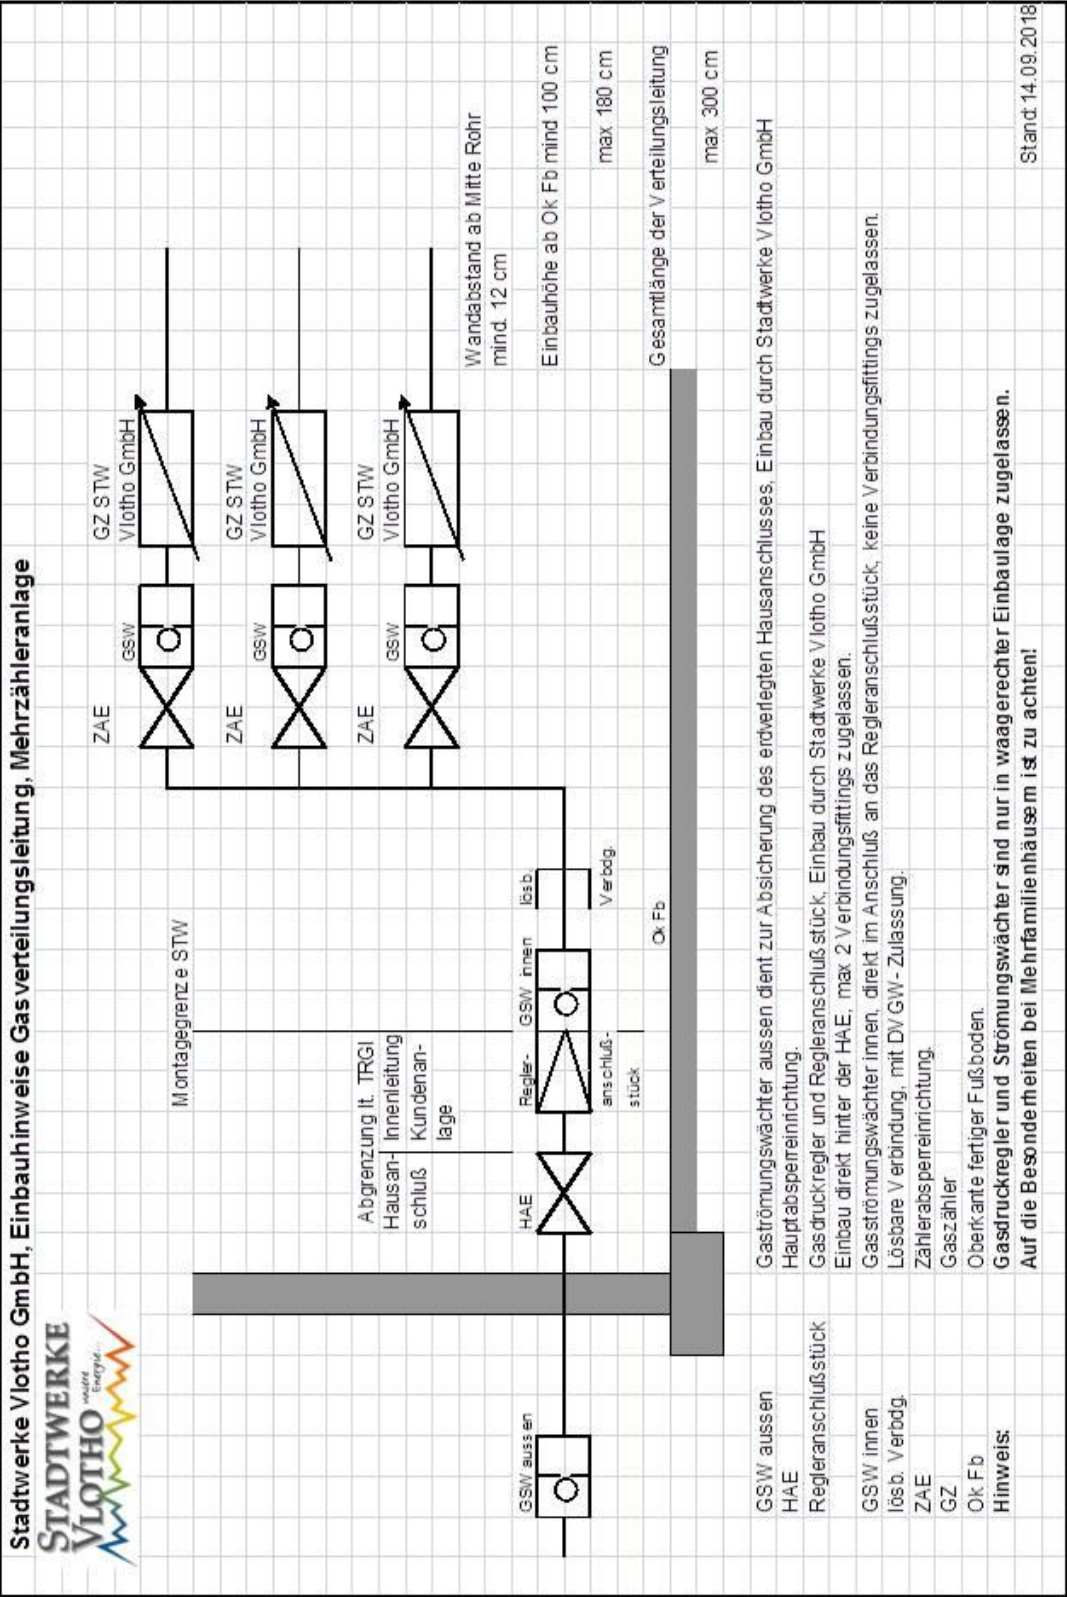 Stadtwerke Vlotho GmbH, Einbauhinweise Gasverteilungsleitung, Mehrzähleranlage
STADTWERKE
VLOTHO
unsere
Energie...
Montagegrenze STW
ZAE
GSW
GZ STW
Vlotho GmbH
ZAE
GSW
GZ STW
Vlotho GmbH
ZAE
GSW
GZ STW
Vlotho GmbH
Abgrenzung lt. TRGI
Hausan-
schluß
Innenleitung
Kundenan-
lage
Wandabstand ab Mitte Rohr
mind. 12 cm
GSW aussen
HAE
Regler-
anschluß-
stück
GSW innen
lösb.
Verbdg.
Einbauhöhe ab Ok Fb mind 100 cm
max 180 cm
Ok Fb
Gesamtlänge der Verteilungsleitung
max 300 cm
GSW aussen Gaströmungswächter aussen dient zur Absicherung des erdverlegten Hausanschlusses, Einbau durch Stadtwerke Vlotho GmbH
HAE Hauptabsperreinrichtung.
Regleranschlußstück Gasdruckregler und Regleranschlußstück, Einbau durch Stadtwerke Vlotho GmbH
Einbau direkt hinter der HAE, max 2 Verbindungsfittings zugelassen.
GSW innen Gasströmungswächter innen, direkt im Anschluß an das Regleranschlußstück, keine Verbindungsfittings zugelassen.
lösb. Verbdg. Lösbare Verbindung, mit DVGW- Zulassung.
ZAE Zählerabsperreinrichtung.
GZ Gaszähler
Ok Fb Oberkante fertiger Fußboden.
Hinweis: Gasdruckregler und Strömungswächter sind nur in waagerechter Einbaulage zugelassen.
Auf die Besonderheiten bei Mehrfamilienhäusern ist zu achten!
Stand: 14.09.2018